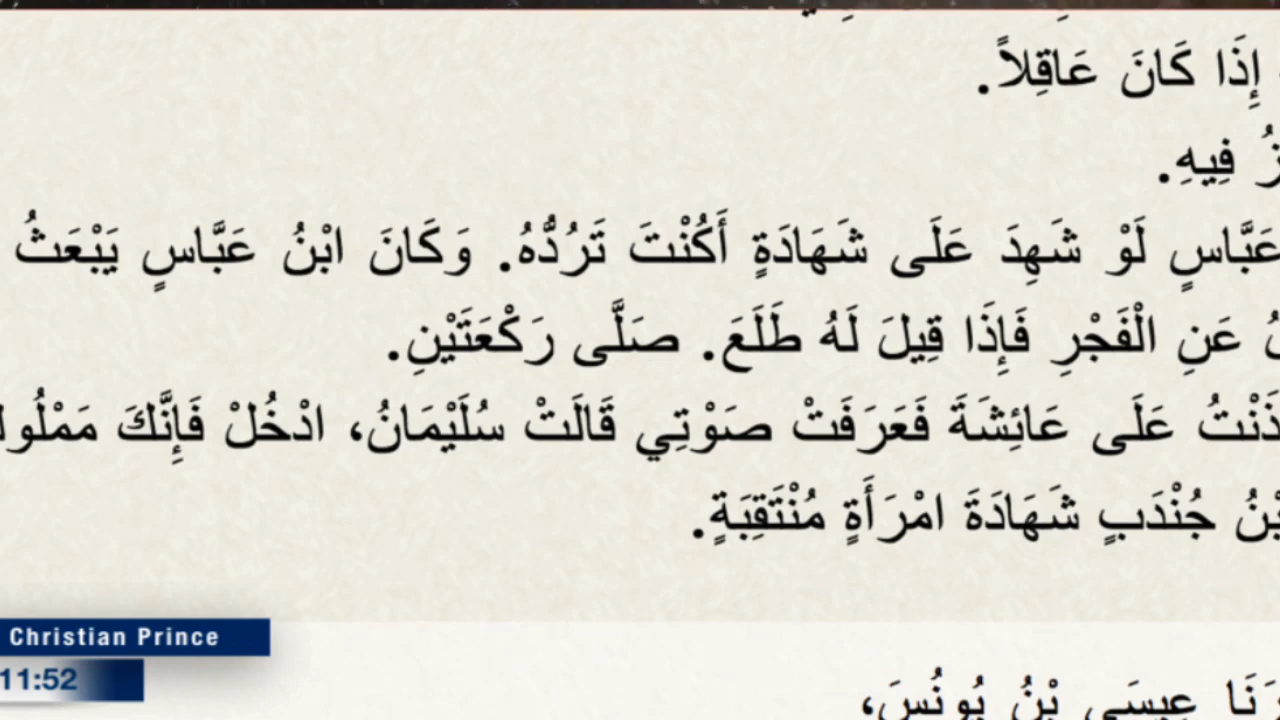 إِذَا كَانَ عَاقِلاً.
فِيهِ.
عَبَّاسٍ لَوْ شَهِدَ عَلَى شَهَادَةٍ أَكُنْتَ تَرُدُّهُ. وَكَانَ ابْنُ عَبَّاسٍ يَبْعَثُ
عَنِ الْفَجْرِ فَإِذَا قِيلَ لَهُ طَلَعَ. صَلَّى رَكْعَتَيْنِ.
عَلَى عَائِشَةَ فَعَرَفَتْ صَوْتِي قَالَتْ سُلَيْمَانُ، ادْخُلْ فَإِنَّكَ
جُنْدَبٍ شَهَادَةَ امْرَأَةٍ مُنْتَقِبَةٍ.
Christian Prince
11:52
عِيسَى بْنُ يُونُسَ،